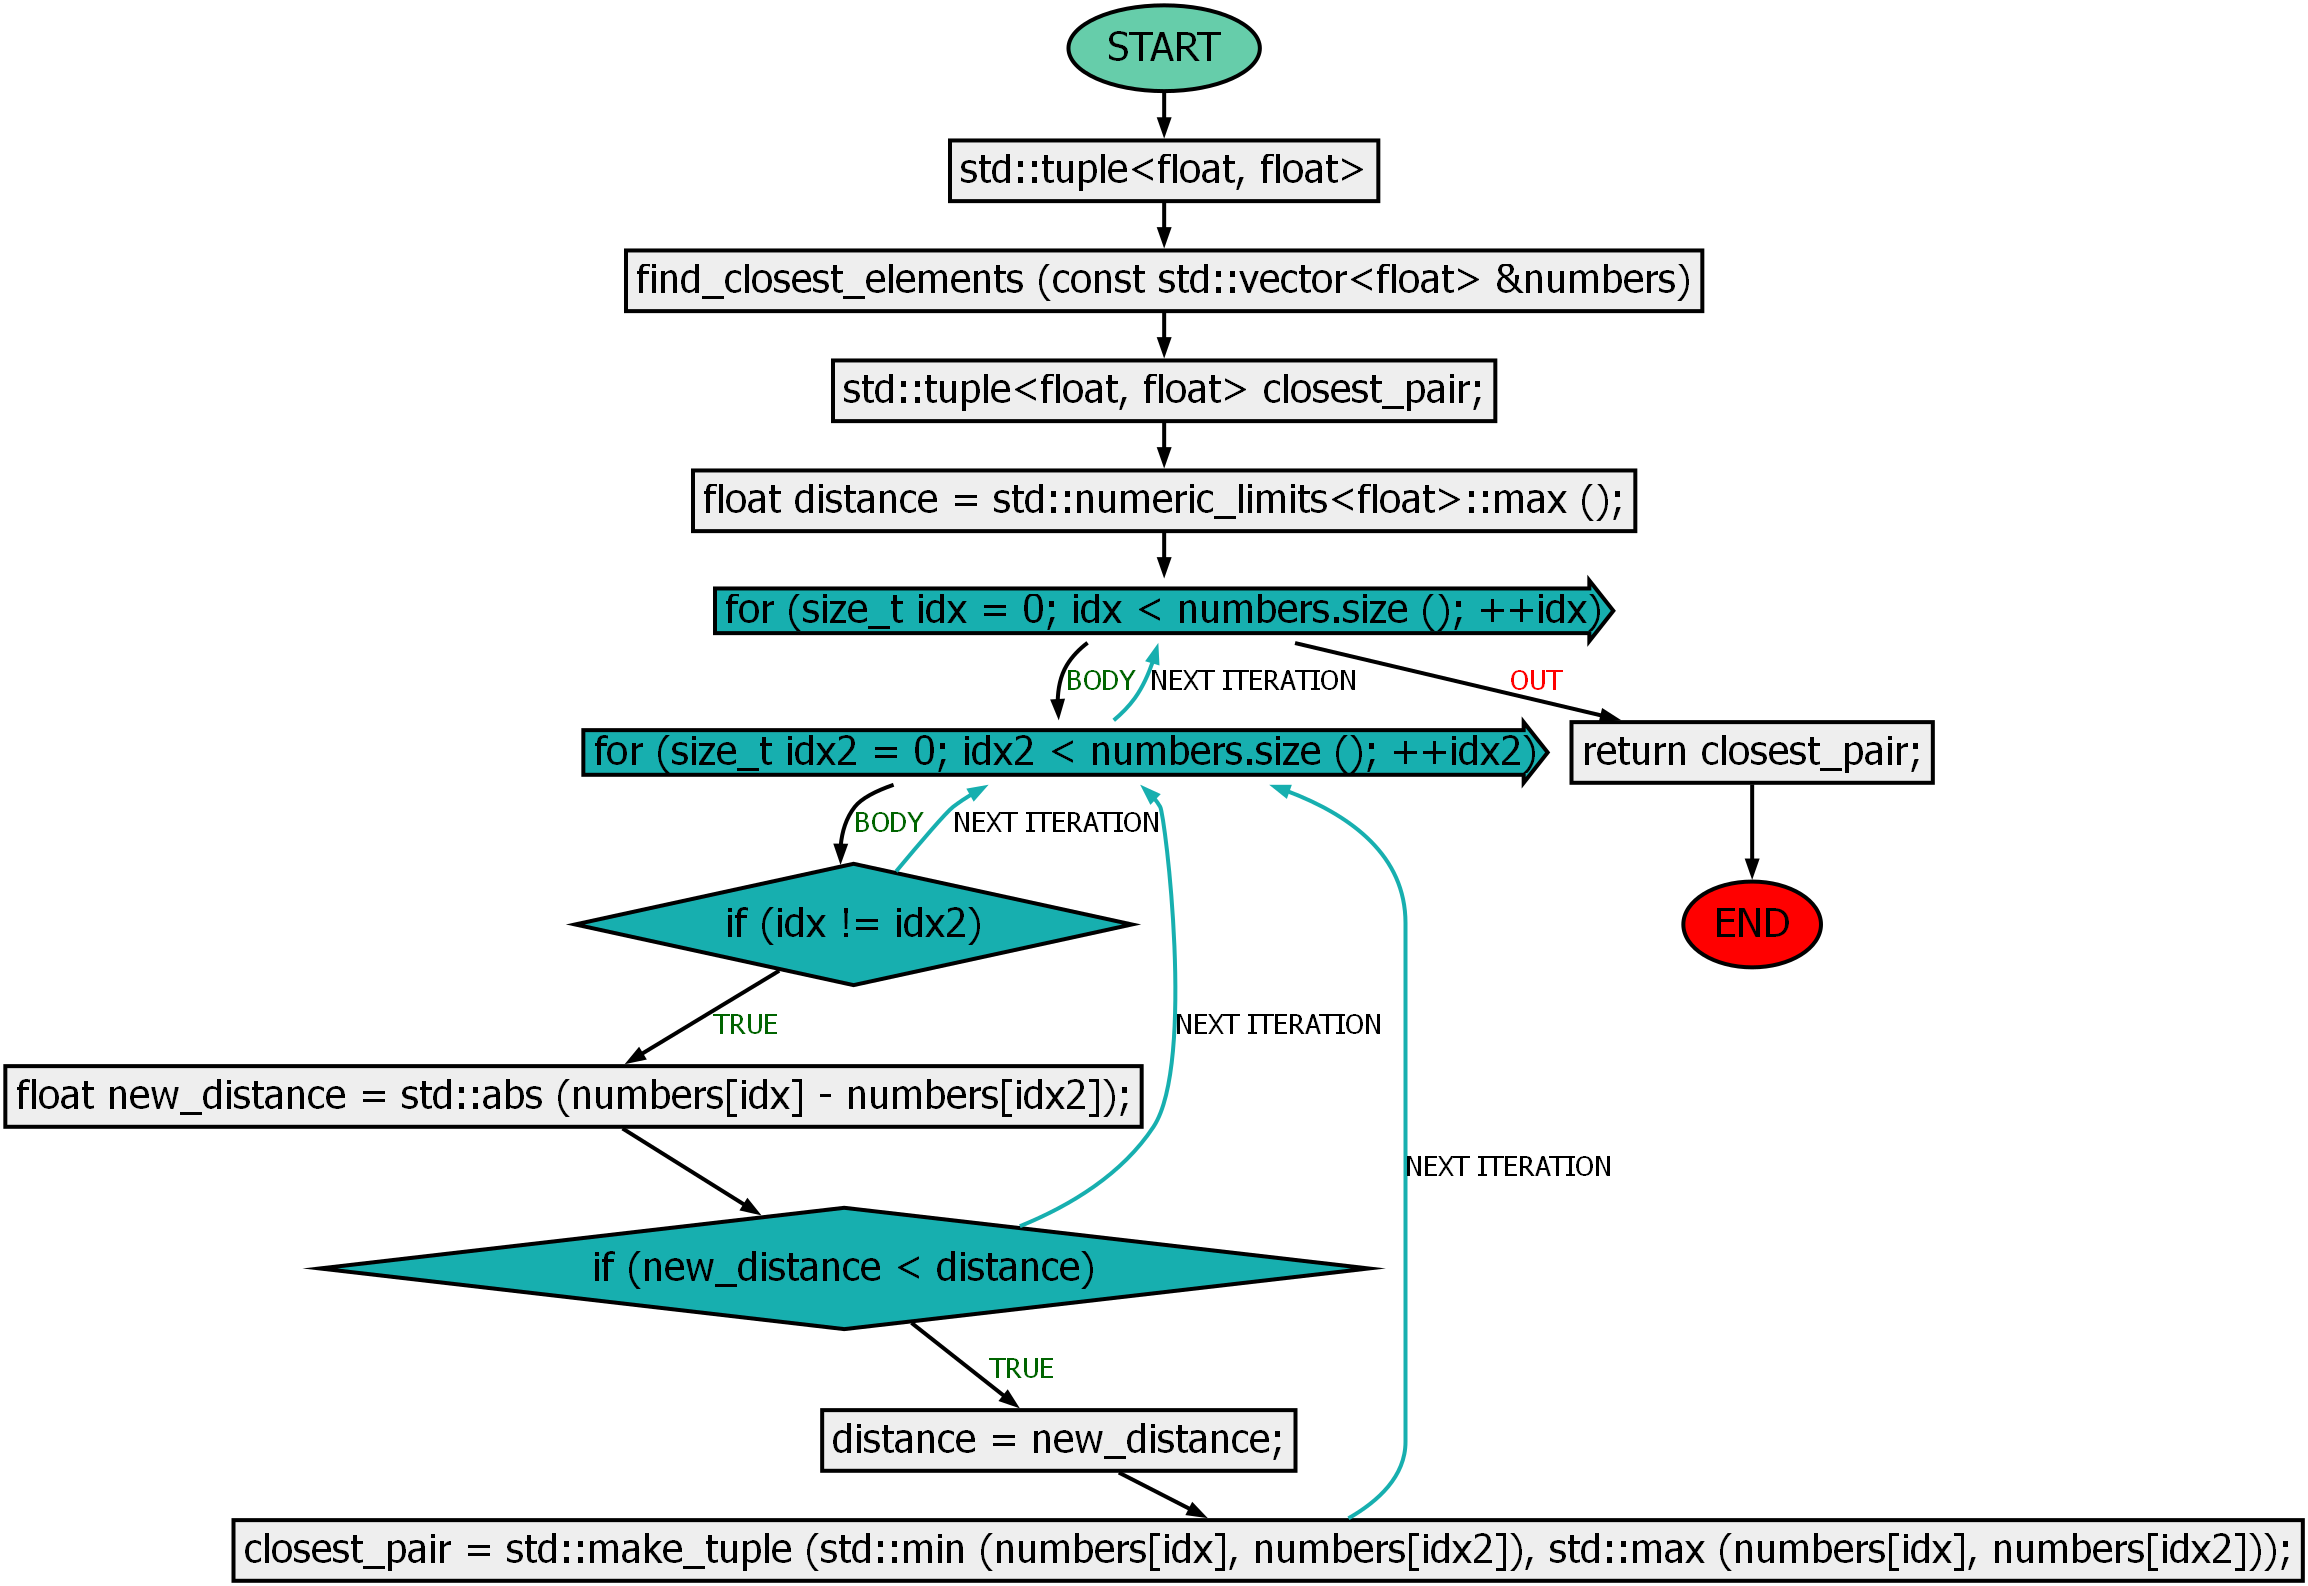 START
std::tuple<float, float>
find_closest_elements (const std::vector<float> &numbers)
std::tuple<float, float> closest_pair;
float distance = std::numeric_limits<float>::max ();
for (size_t idx = 0; idx < numbers.size (); ++idx)
BODY
NEXT ITERATION
OUT
for (size_t idx2 = 0; idx2 < numbers.size (); ++idx2)
return closest_pair;
BODY
NEXT ITERATION
if (idx != idx2)
END
TRUE
NEXT ITERATION
float new_distance = std::abs (numbers[idx] - numbers[idx2]);
NEXT ITERATION
if (new_distance < distance)
TRUE
distance = new_distance;
closest_pair = std::make_tuple (std::min (numbers[idx], numbers[idx2]), std::max (numbers[idx], numbers[idx2]));